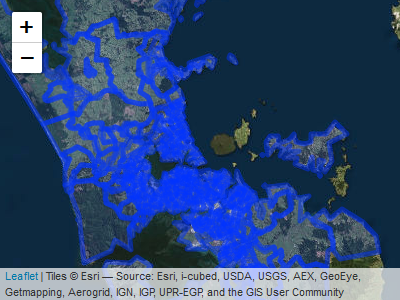 +
−
Leaflet | Tiles © Esri — Source: Esri, i-cubed, USDA, USGS, AEX, GeoEye,
Getmapping, Aerogrid, IGN, IGP, UPR-EGP, and the GIS User Community